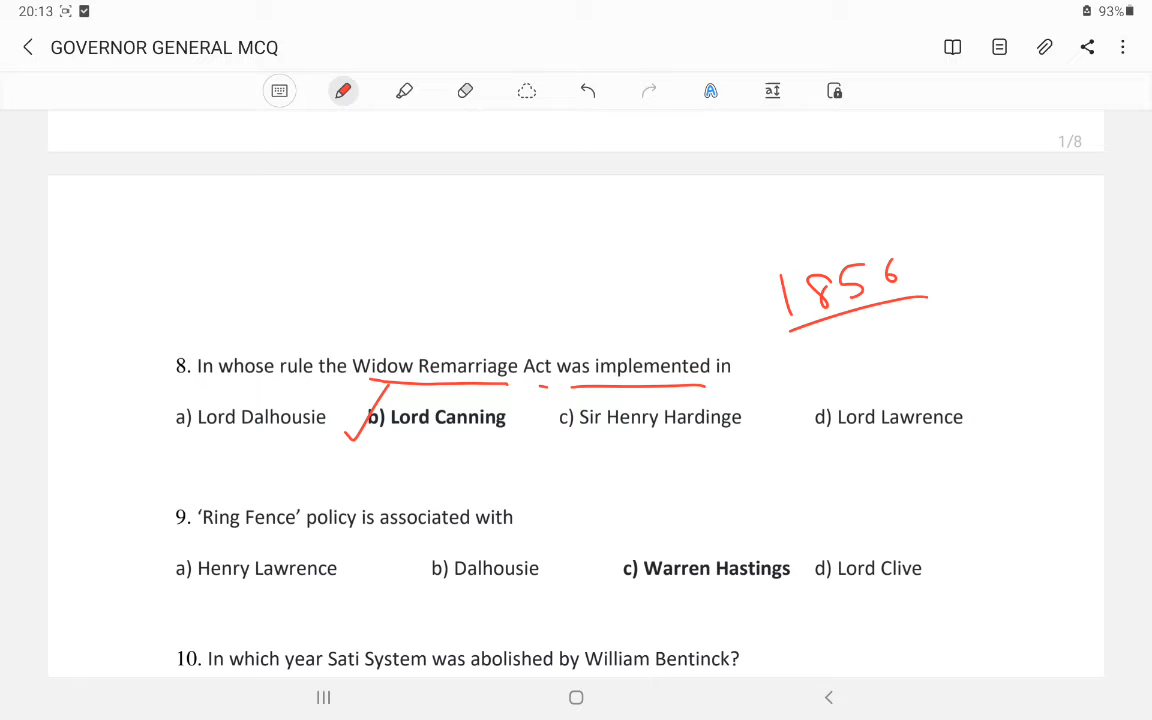 20:13 93%
GOVERNOR GENERAL MCQ
1/8
1856
8. In whose rule the Widow Remarriage Act was implemented in
a) Lord Dalhousie b) Lord Canning c) Sir Henry Hardinge d) Lord Lawrence
9. ‘Ring Fence’ policy is associated with
a) Henry Lawrence b) Dalhousie c) Warren Hastings d) Lord Clive
10. In which year Sati System was abolished by William Bentinck?